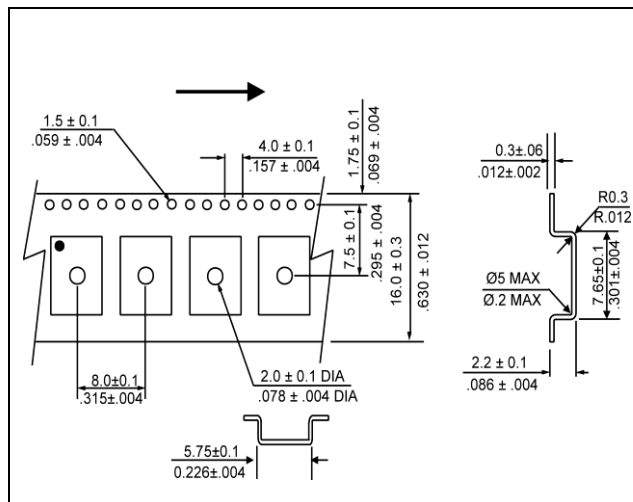 1.5 ± 0.1
.059 ± .004
4.0 ± 0.1
.157 ± .004
1.75 ± 0.1
.069 ± .004
0.3±.06
.012±.002
R0.3
R.012
7.5 ± 0.1
.295 ± .004
16.0 ± 0.3
.630 ± .012
7.65±0.1
.301±.004
Ø5 MAX
Ø.2 MAX
2.2 ± 0.1
.086 ± .004
8.0±0.1
.315±.004
2.0 ± 0.1 DIA
.078 ± .004 DIA
5.75±0.1
0.226±.004